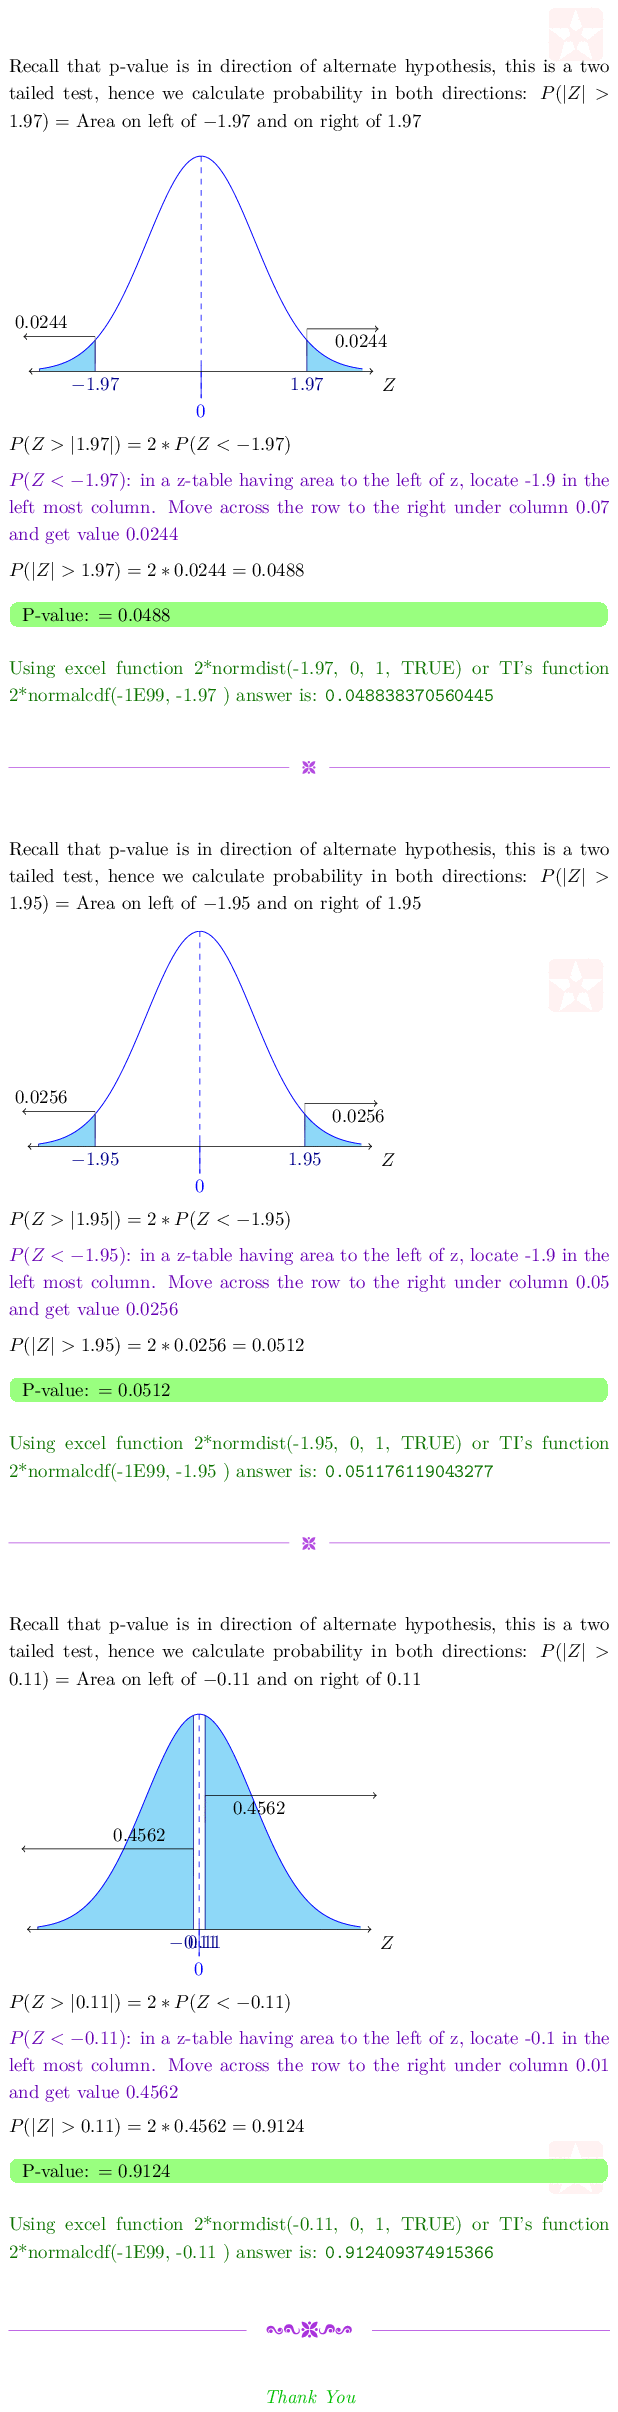 Recall that p-value is in direction of alternate hypothesis, this is a two
tailed test, hence we calculate probability in both directions: P(|Z| >
1.97) = Area on left of −1.97 and on right of 1.97
0.0244
0.0244
−1.97
1.97
Z
0
P(Z > |1.97|) = 2 ∗ P(Z < −1.97)
P(Z < −1.97): in a z-table having area to the left of z, locate -1.9 in the
left most column. Move across the row to the right under column 0.07
and get value 0.0244
P(|Z| > 1.97) = 2 ∗ 0.0244 = 0.0488
P-value: = 0.0488
Using excel function 2*normdist(-1.97, 0, 1, TRUE) or TI's function
2*normalcdf(-1E99, -1.97 ) answer is: 0.048838370560445
Recall that p-value is in direction of alternate hypothesis, this is a two
tailed test, hence we calculate probability in both directions: P(|Z| >
1.95) = Area on left of −1.95 and on right of 1.95
0.0256
0.0256
−1.95
1.95
Z
0
P(Z > |1.95|) = 2 ∗ P(Z < −1.95)
P(Z < −1.95): in a z-table having area to the left of z, locate -1.9 in the
left most column. Move across the row to the right under column 0.05
and get value 0.0256
P(|Z| > 1.95) = 2 ∗ 0.0256 = 0.0512
P-value: = 0.0512
Using excel function 2*normdist(-1.95, 0, 1, TRUE) or TI's function
2*normalcdf(-1E99, -1.95 ) answer is: 0.051176119043277
Recall that p-value is in direction of alternate hypothesis, this is a two
tailed test, hence we calculate probability in both directions: P(|Z| >
0.11) = Area on left of −0.11 and on right of 0.11
0.4562
0.4562
−0.11
0.11
Z
0
P(Z > |0.11|) = 2 ∗ P(Z < −0.11)
P(Z < −0.11): in a z-table having area to the left of z, locate -0.1 in the
left most column. Move across the row to the right under column 0.01
and get value 0.4562
P(|Z| > 0.11) = 2 ∗ 0.4562 = 0.9124
P-value: = 0.9124
Using excel function 2*normdist(-0.11, 0, 1, TRUE) or TI's function
2*normalcdf(-1E99, -0.11 ) answer is: 0.912409374915366
Thank You